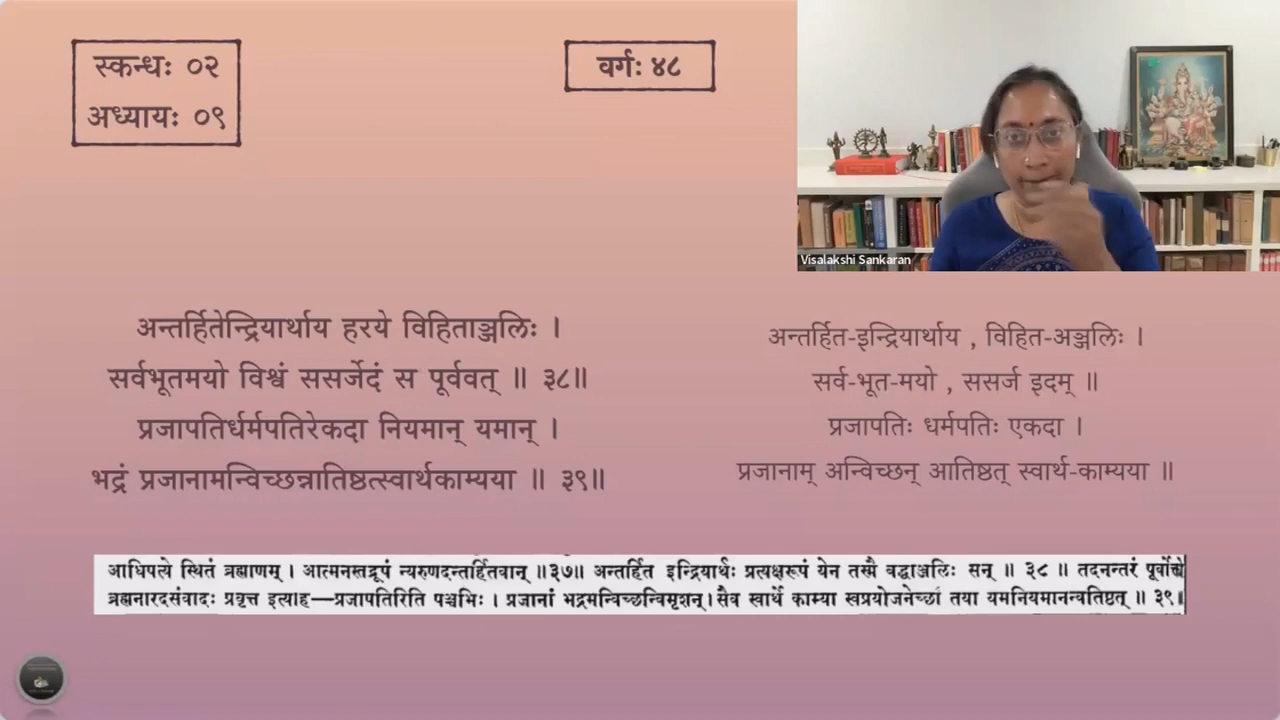 स्कन्धः ०२
अध्यायः ०९
वर्गः ४८
Visalakshi Sankaran
अन्तर्हितेन्द्रियार्थाय हरये विहिताञ्जलिः ।
सर्वभूतमयो विश्वं ससर्जेदं स पूर्ववत् ॥ ३८॥
प्रजापतिर्धर्मपतिरेकदा नियमान् यमान् ।
भद्रं प्रजानामन्विच्छन्नातिष्ठत्स्वार्थकाम्यया ॥ ३९॥
अन्तर्हित-इन्द्रियार्थाय , विहित-अञ्जलिः ।
सर्व-भूत-मयो , ससर्ज इदम् ॥
प्रजापतिः धर्मपतिः एकदा ।
प्रजानाम् अन्विच्छन् आतिष्ठत् स्वार्थ-काम्यया ॥
आधिपत्ये स्थितं ब्रह्माणम् । आत्मनस्तद्रूपं न्यरुणदन्तर्हितवान् ॥३७॥ अन्तर्हित इन्द्रियार्थः प्रत्यक्षरूपं येन तस्मै बद्धाञ्जलिः सन् ॥ ३८ ॥ तदनन्तरं पूर्वोक्तो
ब्रह्मनारदसंवादः प्रवृत्त इत्याह—प्रजापतिरिति पञ्चभिः । प्रजानां भद्रमन्विच्छन्विमृशन्। सैव स्वार्थे काम्या स्वप्रयोजनेच्छा तया यमनियमानन्वतिष्ठत् ॥ ३९॥